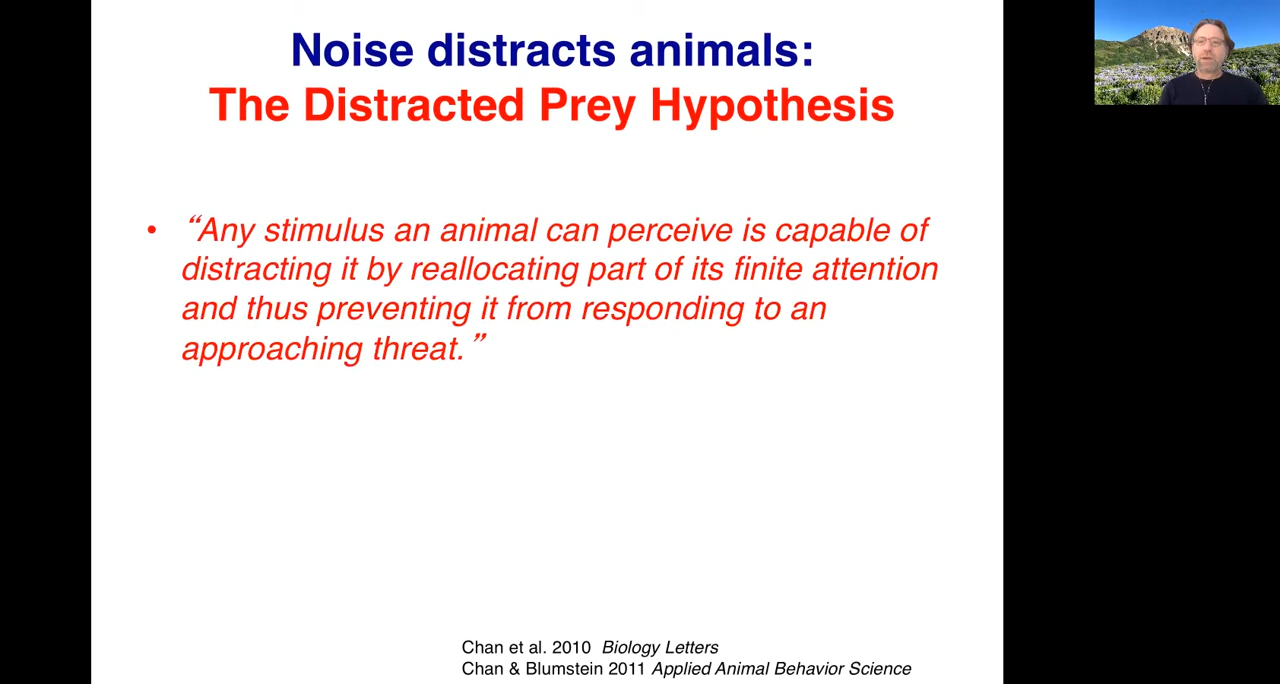 Noise distracts animals:
The Distracted Prey Hypothesis
• “Any stimulus an animal can perceive is capable of
distracting it by reallocating part of its finite attention
and thus preventing it from responding to an
approaching threat.”
Chan et al. 2010 Biology Letters
Chan & Blumstein 2011 Applied Animal Behavior Science